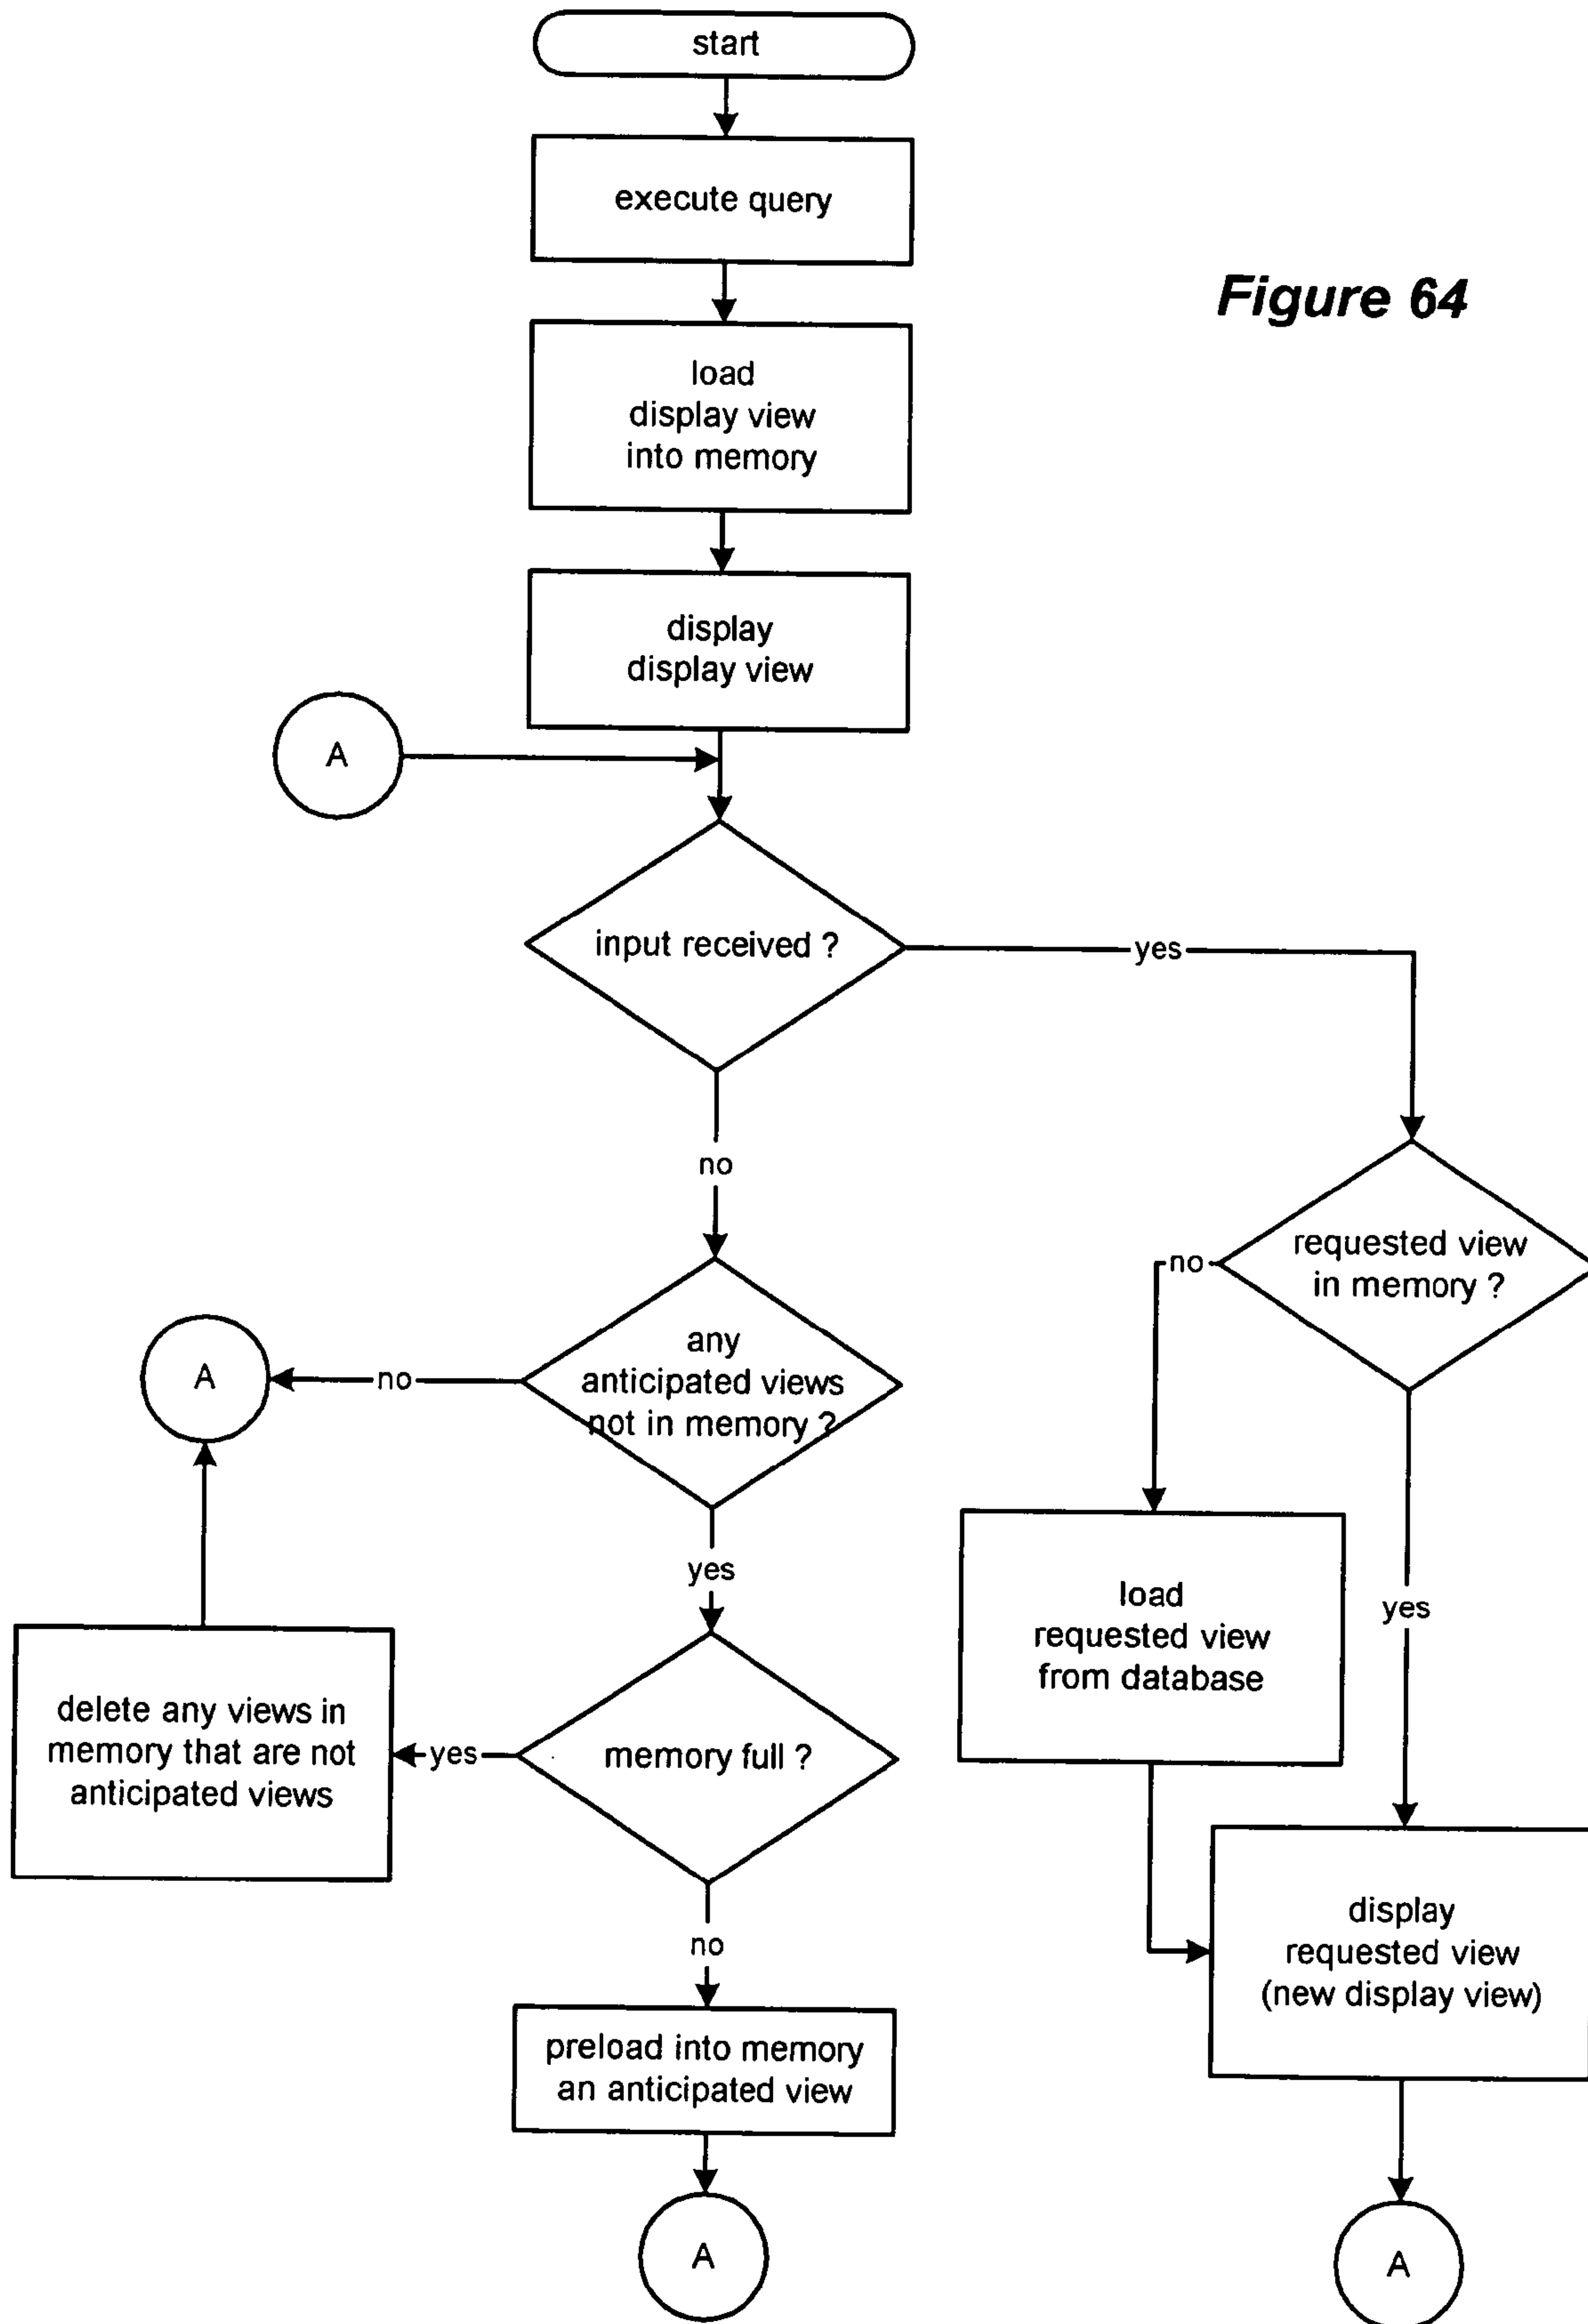 start
execute query
Figure 64
load
display view
into memory
display
display view
A
input received ?
yes
no
requested view
in memory ?
no
any
anticipated views
not in memory ?
no
A
yes
load
requested view
from database
yes
delete any views in
memory that are not
anticipated views
yes
memory full ?
no
display
requested view
(new display view)
preload into memory
an anticipated view
A
A